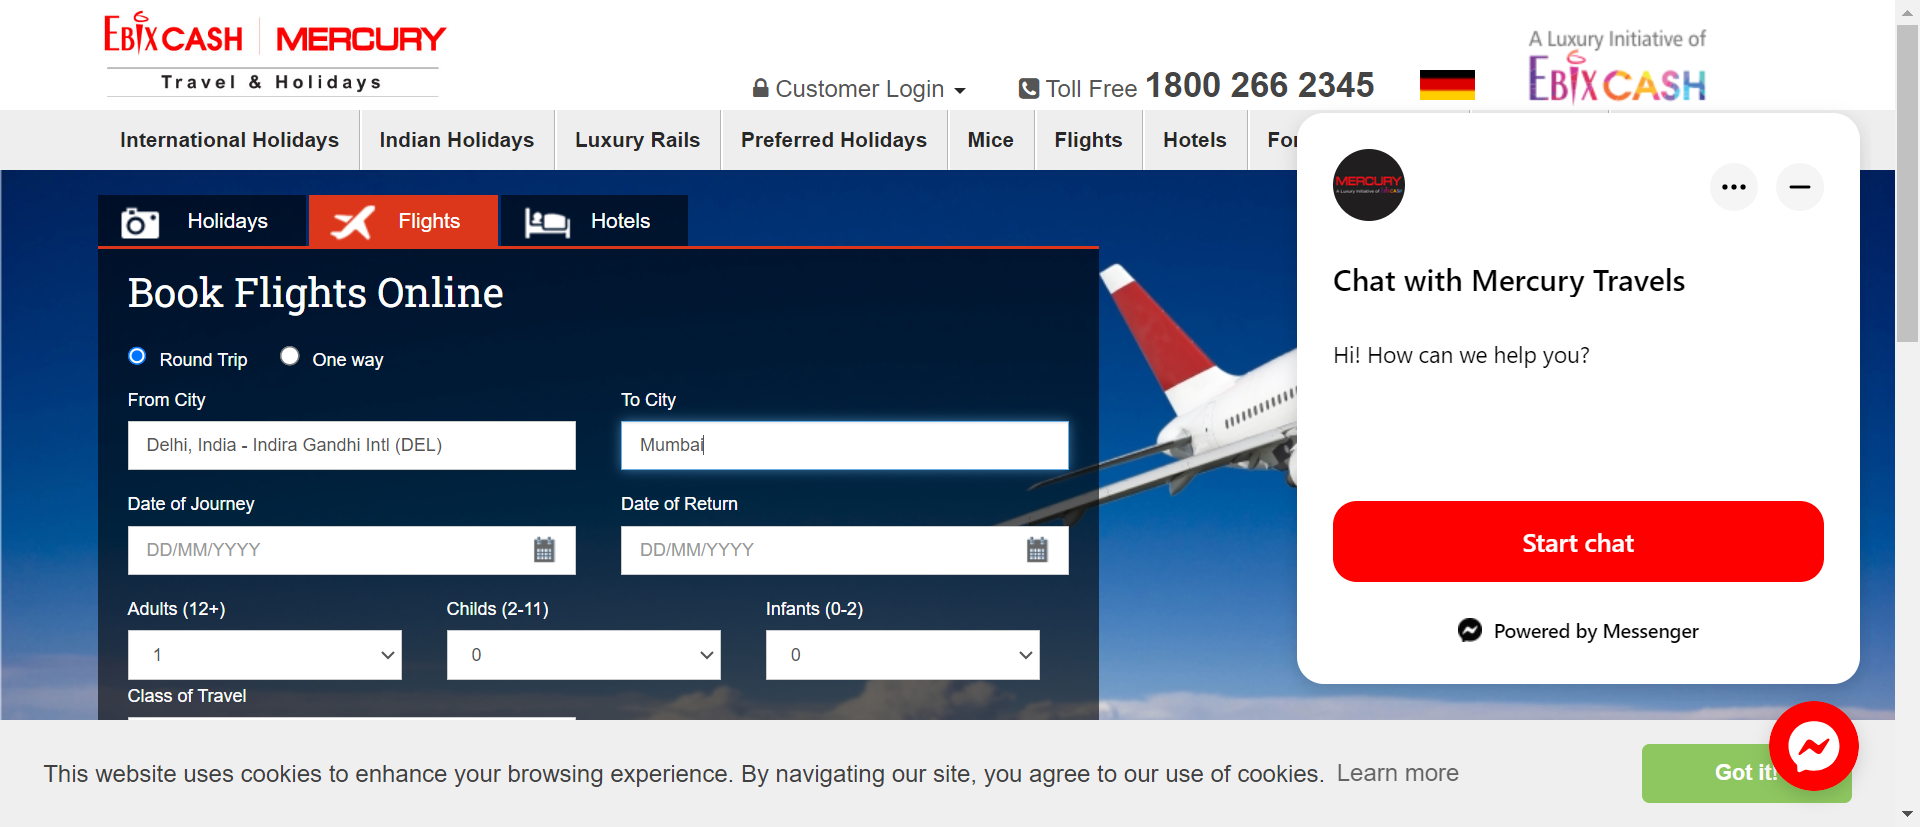 EBIXCASH MERCURY
Travel & Holidays
Customer Login
Toll Free 1800 266 2345
A Luxury Initiative of
EBIXCASH
International Holidays
Indian Holidays
Luxury Rails
Preferred Holidays
Mice
Flights
Hotels
Holidays
Flights
Hotels
Book Flights Online
Round Trip
One way
From City
To City
Delhi, India - Indira Gandhi Intl (DEL)
Mumbai
Date of Journey
Date of Return
DD/MM/YYYY
DD/MM/YYYY
Adults (12+)
Childs (2-11)
Infants (0-2)
1
0
0
Class of Travel
MERCURY
Chat with Mercury Travels
Hi! How can we help you?
Start chat
Powered by Messenger
This website uses cookies to enhance your browsing experience. By navigating our site, you agree to our use of cookies. Learn more
Got it!